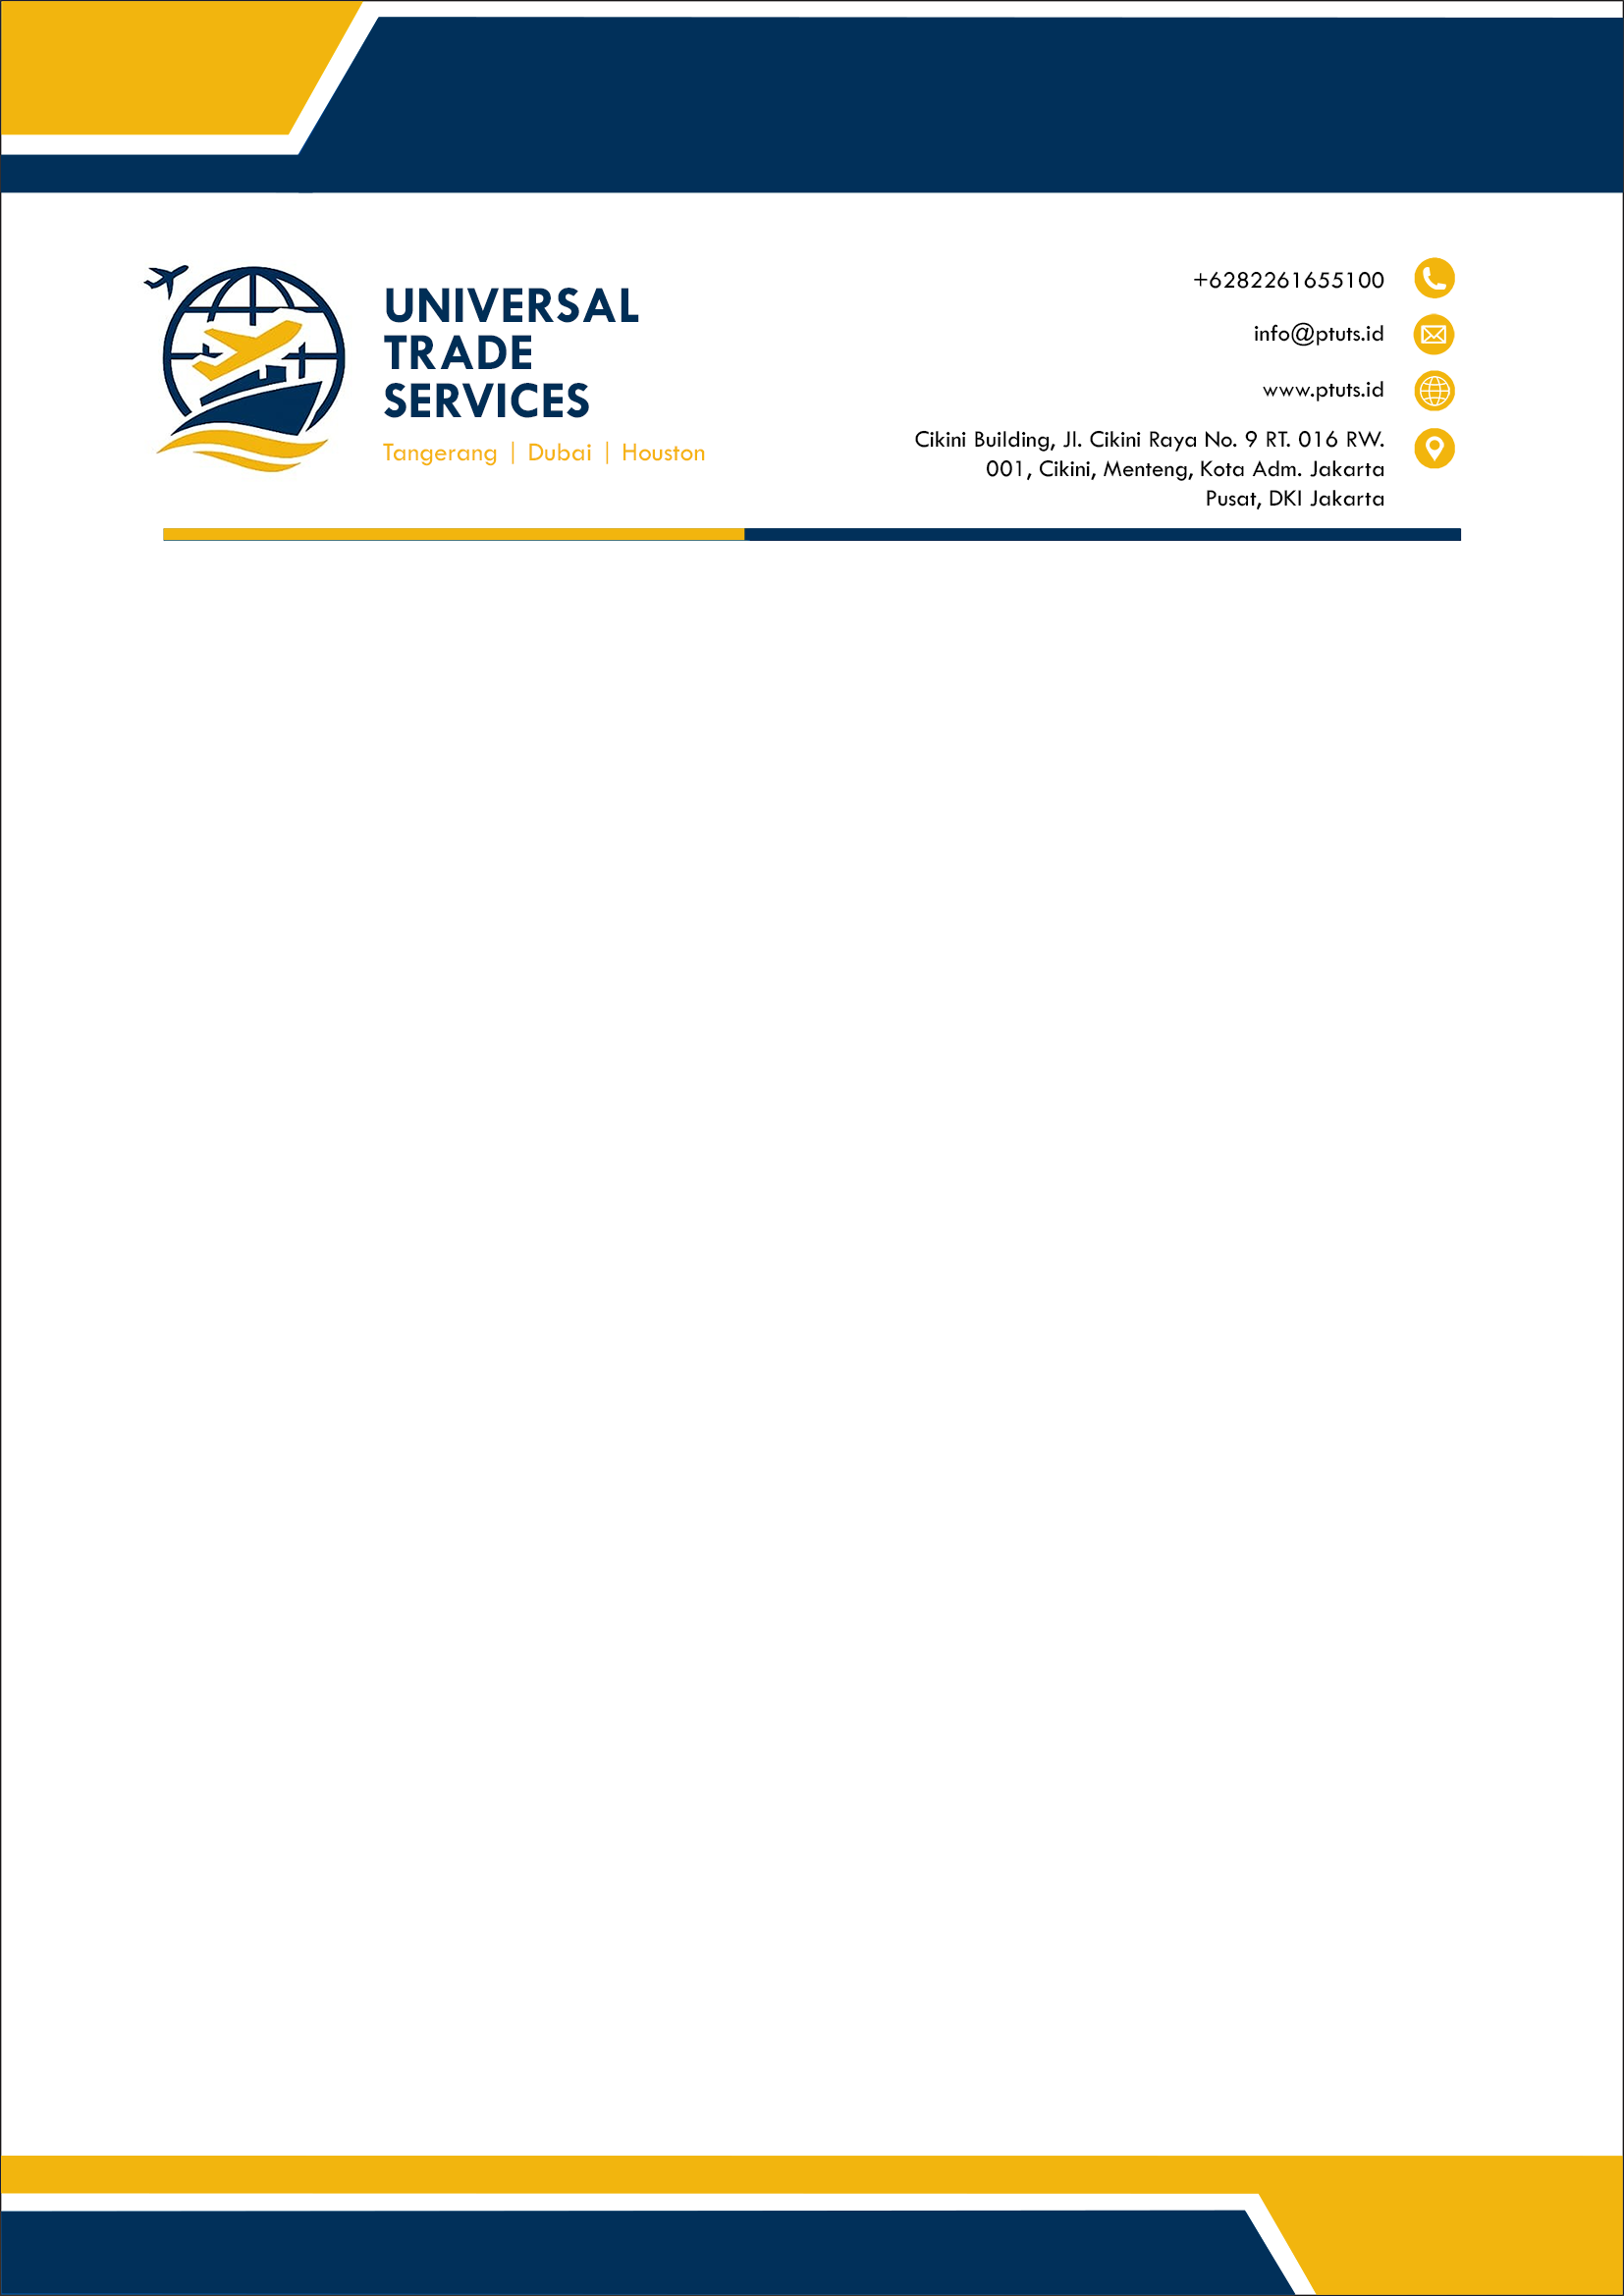 UNIVERSAL
TRADE
SERVICES
Tangerang | Dubai | Houston
+6282261655100
info@ptuts.id
www.ptuts.id
Cikini Building, Jl. Cikini Raya No. 9 RT. 016 RW.
001, Cikini, Menteng, Kota Adm. Jakarta
Pusat, DKI Jakarta